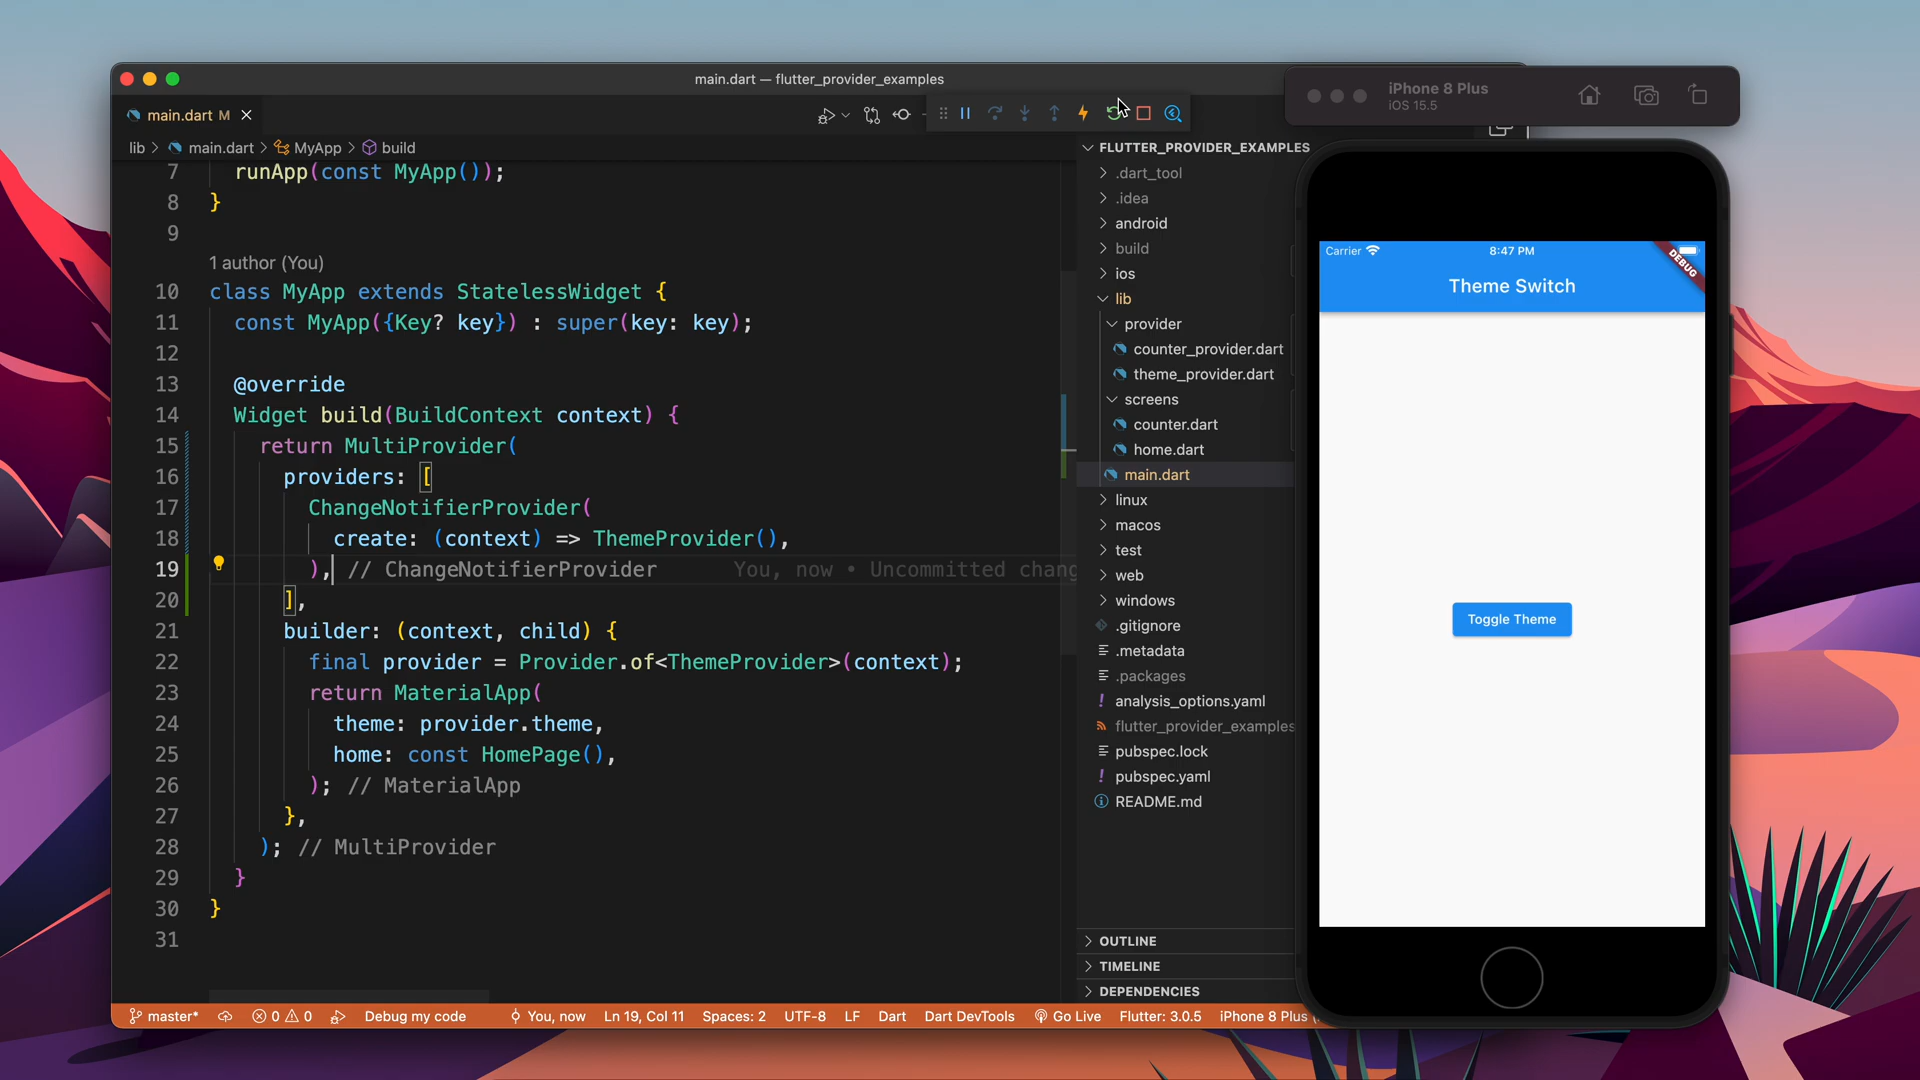 main.dart — flutter_provider_examples
main.dart M
lib > main.dart > MyApp > build
7 runApp(const MyApp());
8 }
9
1 author (You)
10 class MyApp extends StatelessWidget {
11 const MyApp({Key? key}) : super(key: key);
12
13 @override
14 Widget build(BuildContext context) {
15 return MultiProvider(
16 providers: [
17 ChangeNotifierProvider(
18 create: (context) => ThemeProvider(),
19 ), // ChangeNotifierProvider You, now • Uncommitted chang
20 ],
21 builder: (context, child) {
22 final provider = Provider.of<ThemeProvider>(context);
23 return MaterialApp(
24 theme: provider.theme,
25 home: const HomePage(),
26 ); // MaterialApp
27 },
28 ); // MultiProvider
29 }
30 }
31
FLUTTER_PROVIDER_EXAMPLES
.dart_tool
.idea
android
build
ios
lib
provider
counter_provider.dart
theme_provider.dart
screens
counter.dart
home.dart
main.dart
linux
macos
test
web
windows
.gitignore
.metadata
.packages
analysis_options.yaml
flutter_provider_examples
pubspec.lock
pubspec.yaml
README.md
OUTLINE
TIMELINE
DEPENDENCIES
master* 0 0 Debug my code You, now Ln 19, Col 11 Spaces: 2 UTF-8 LF Dart Dart DevTools Go Live Flutter: 3.0.5 iPhone 8 Plus (
iPhone 8 Plus
iOS 15.5
Carrier 8:47 PM
DEBUG
Theme Switch
Toggle Theme